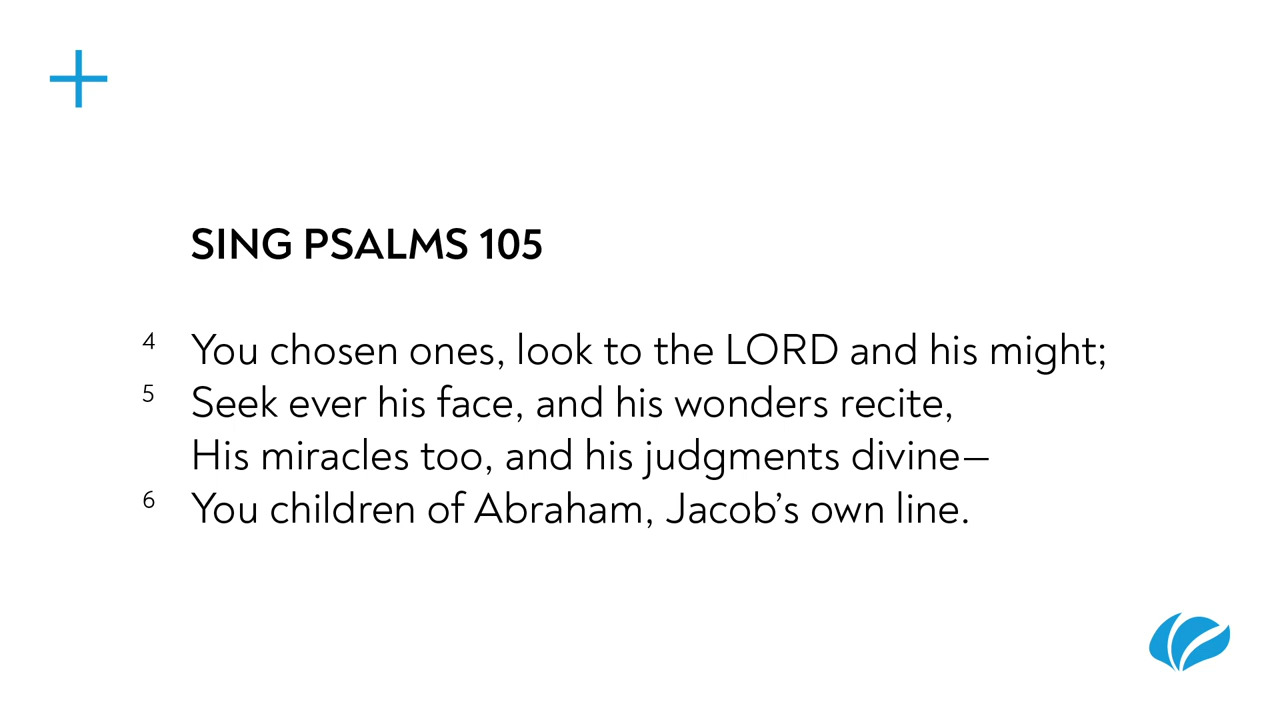 SING PSALMS 105
4 You chosen ones, look to the LORD and his might;
5 Seek ever his face, and his wonders recite,
His miracles too, and his judgments divine—
6 You children of Abraham, Jacob’s own line.